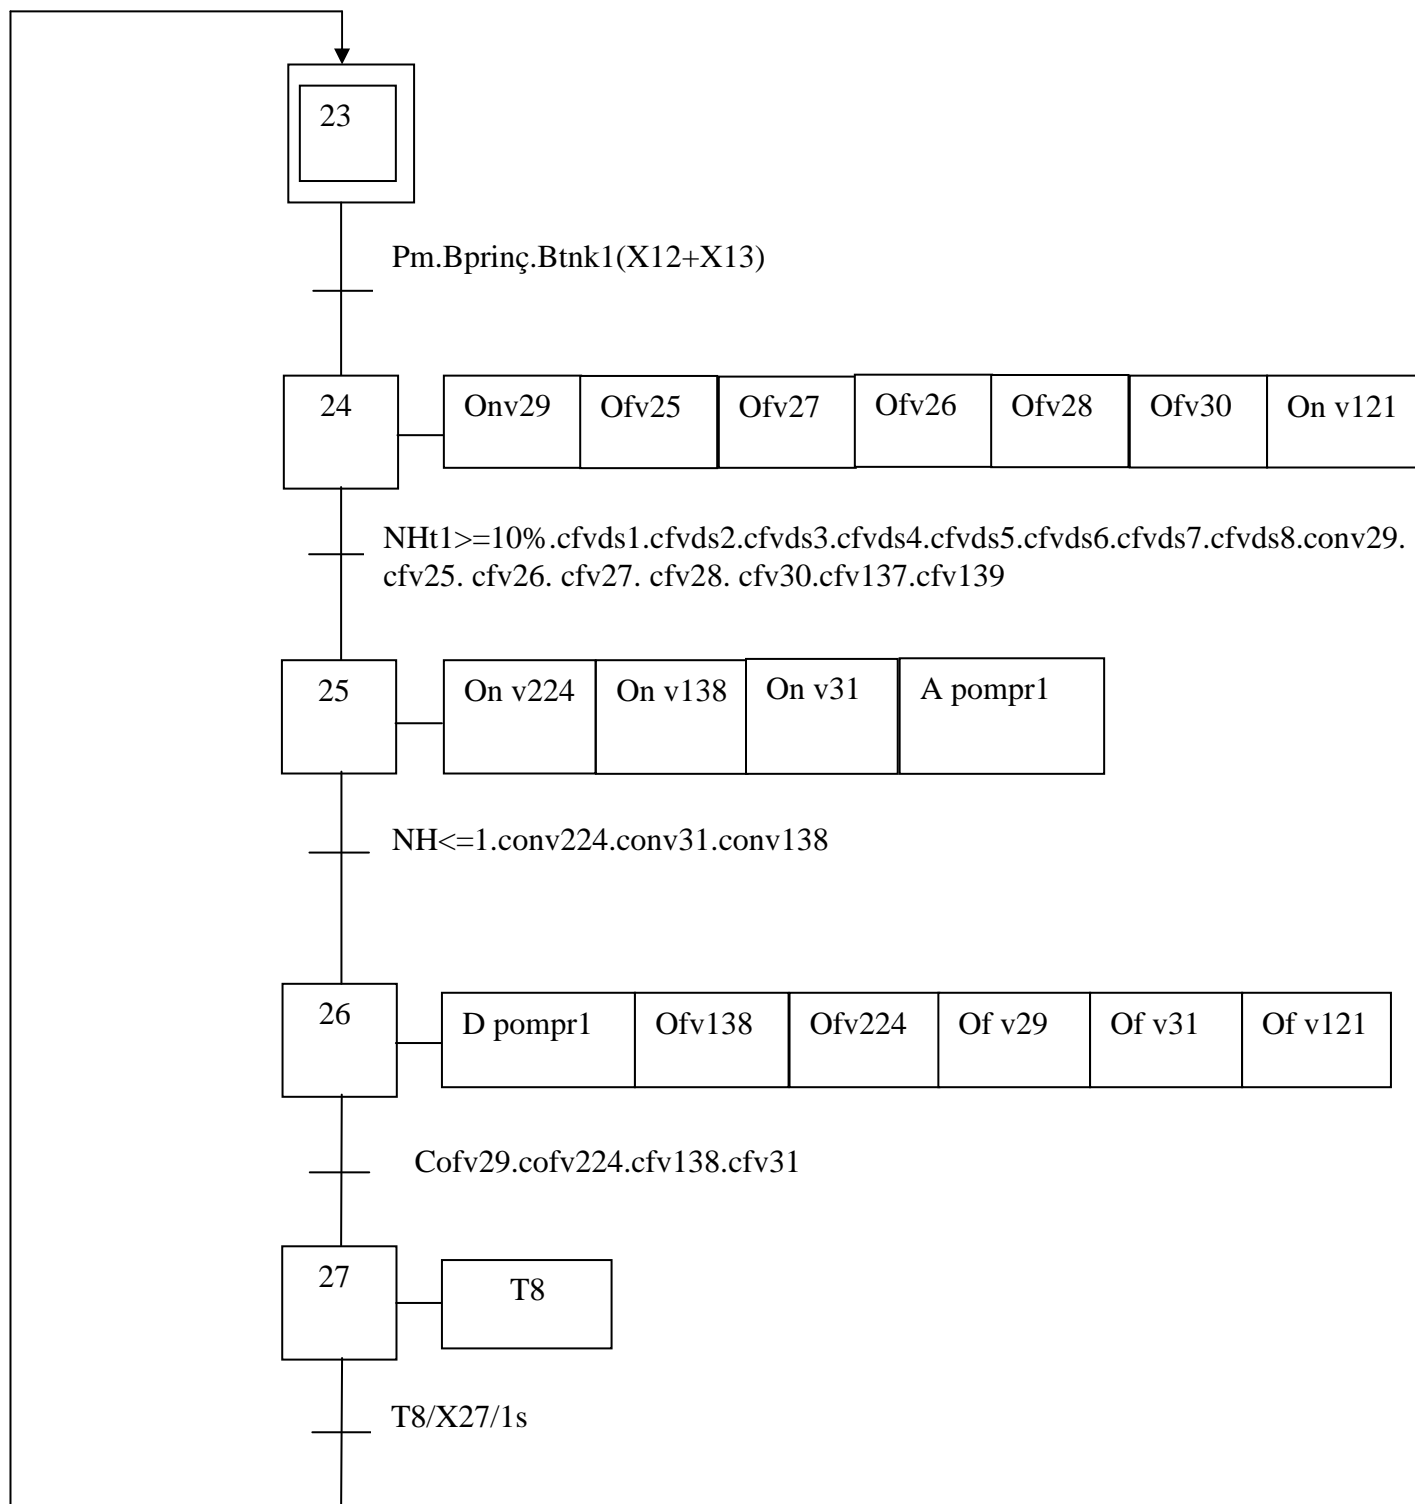 23
Pm.Bprinç.Btnk1(X12+X13)
24
Onv29 Ofv25 Ofv27 Ofv26 Ofv28 Ofv30 On v121
NHt1>=10%.cfvds1.cfvds2.cfvds3.cfvds4.cfvds5.cfvds6.cfvds7.cfvds8.conv29.
cfv25. cfv26. cfv27. cfv28. cfv30.cfv137.cfv139
25
On v224 On v138 On v31 A pompr1
NH<=1.conv224.conv31.conv138
26
D pompr1 Ofv138 Ofv224 Of v29 Of v31 Of v121
Cofv29.cofv224.cfv138.cfv31
27
T8
T8/X27/1s